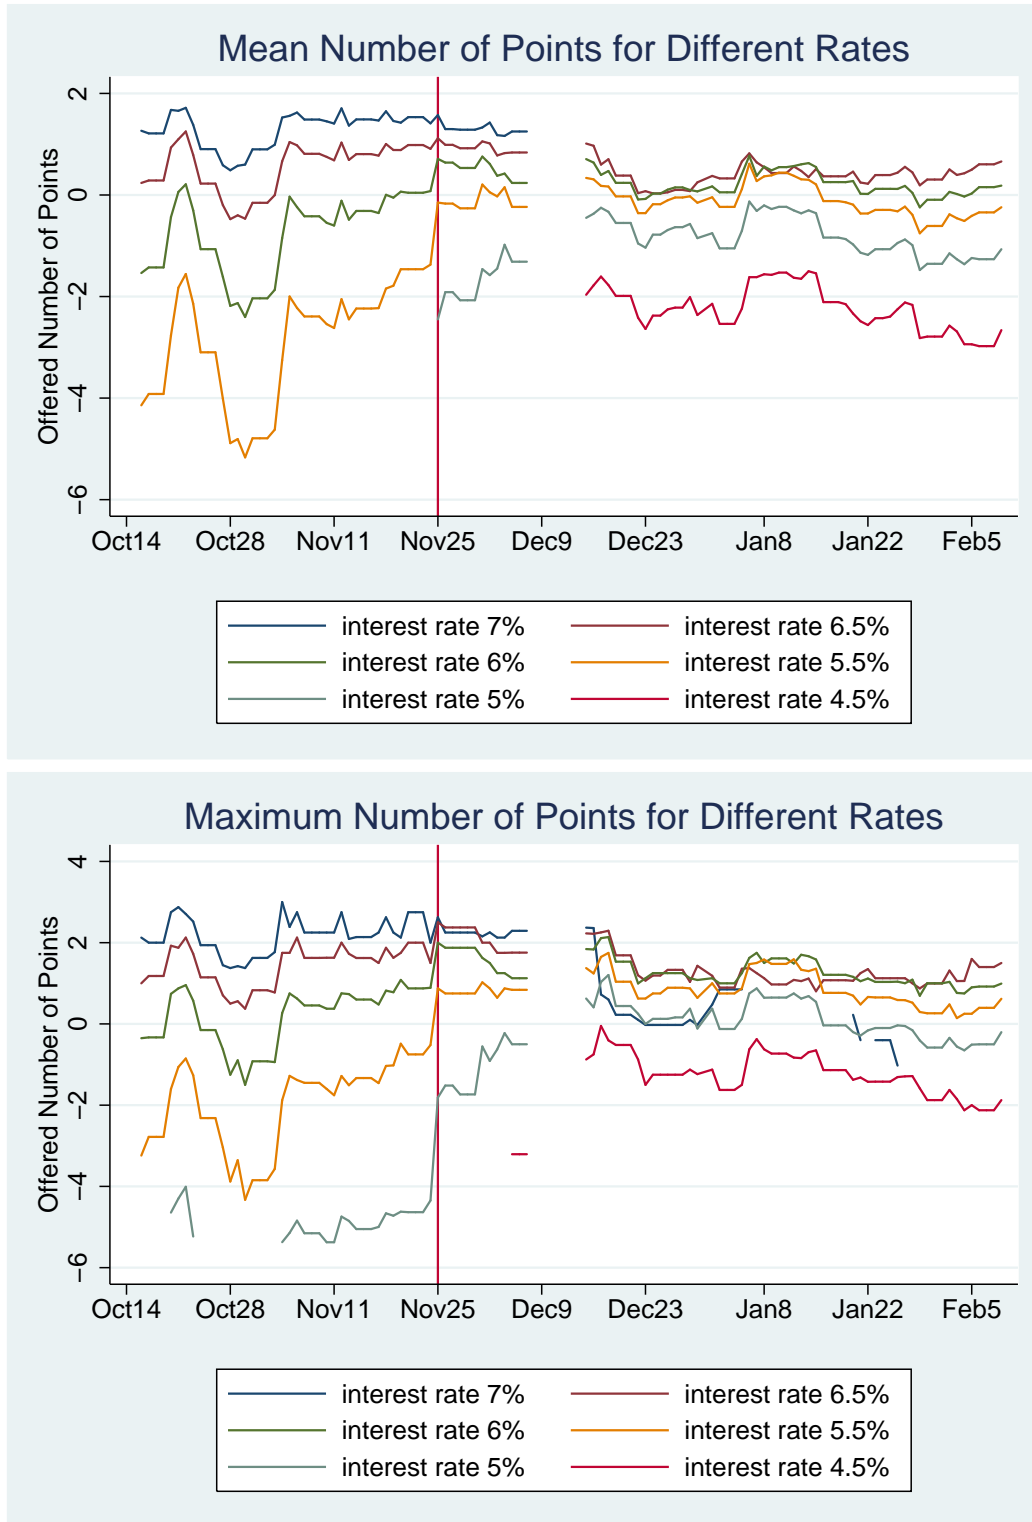 Mean Number of Points for Different Rates
Offered Number of Points
2
0
−2
−4
−6
Oct14 Oct28 Nov11 Nov25 Dec9 Dec23 Jan8 Jan22 Feb5
interest rate 7% interest rate 6.5%
interest rate 6% interest rate 5.5%
interest rate 5% interest rate 4.5%
Maximum Number of Points for Different Rates
Offered Number of Points
4
2
0
−2
−4
−6
Oct14 Oct28 Nov11 Nov25 Dec9 Dec23 Jan8 Jan22 Feb5
interest rate 7% interest rate 6.5%
interest rate 6% interest rate 5.5%
interest rate 5% interest rate 4.5%